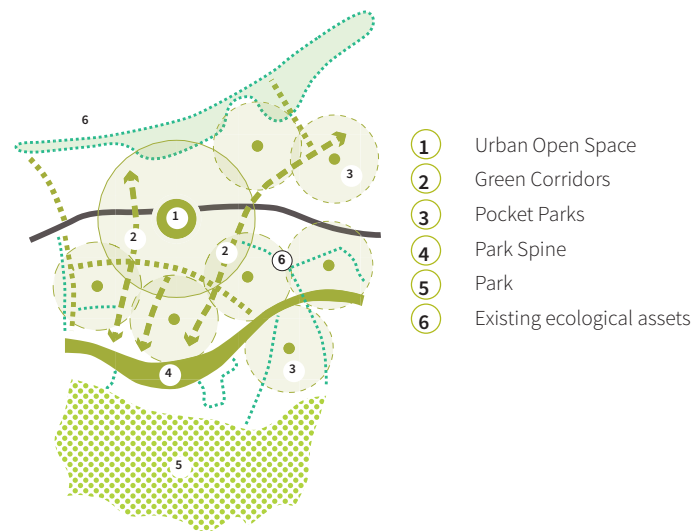 6
3
1
2
2
6
4
3
5
1 Urban Open Space
2 Green Corridors
3 Pocket Parks
4 Park Spine
5 Park
6 Existing ecological assets